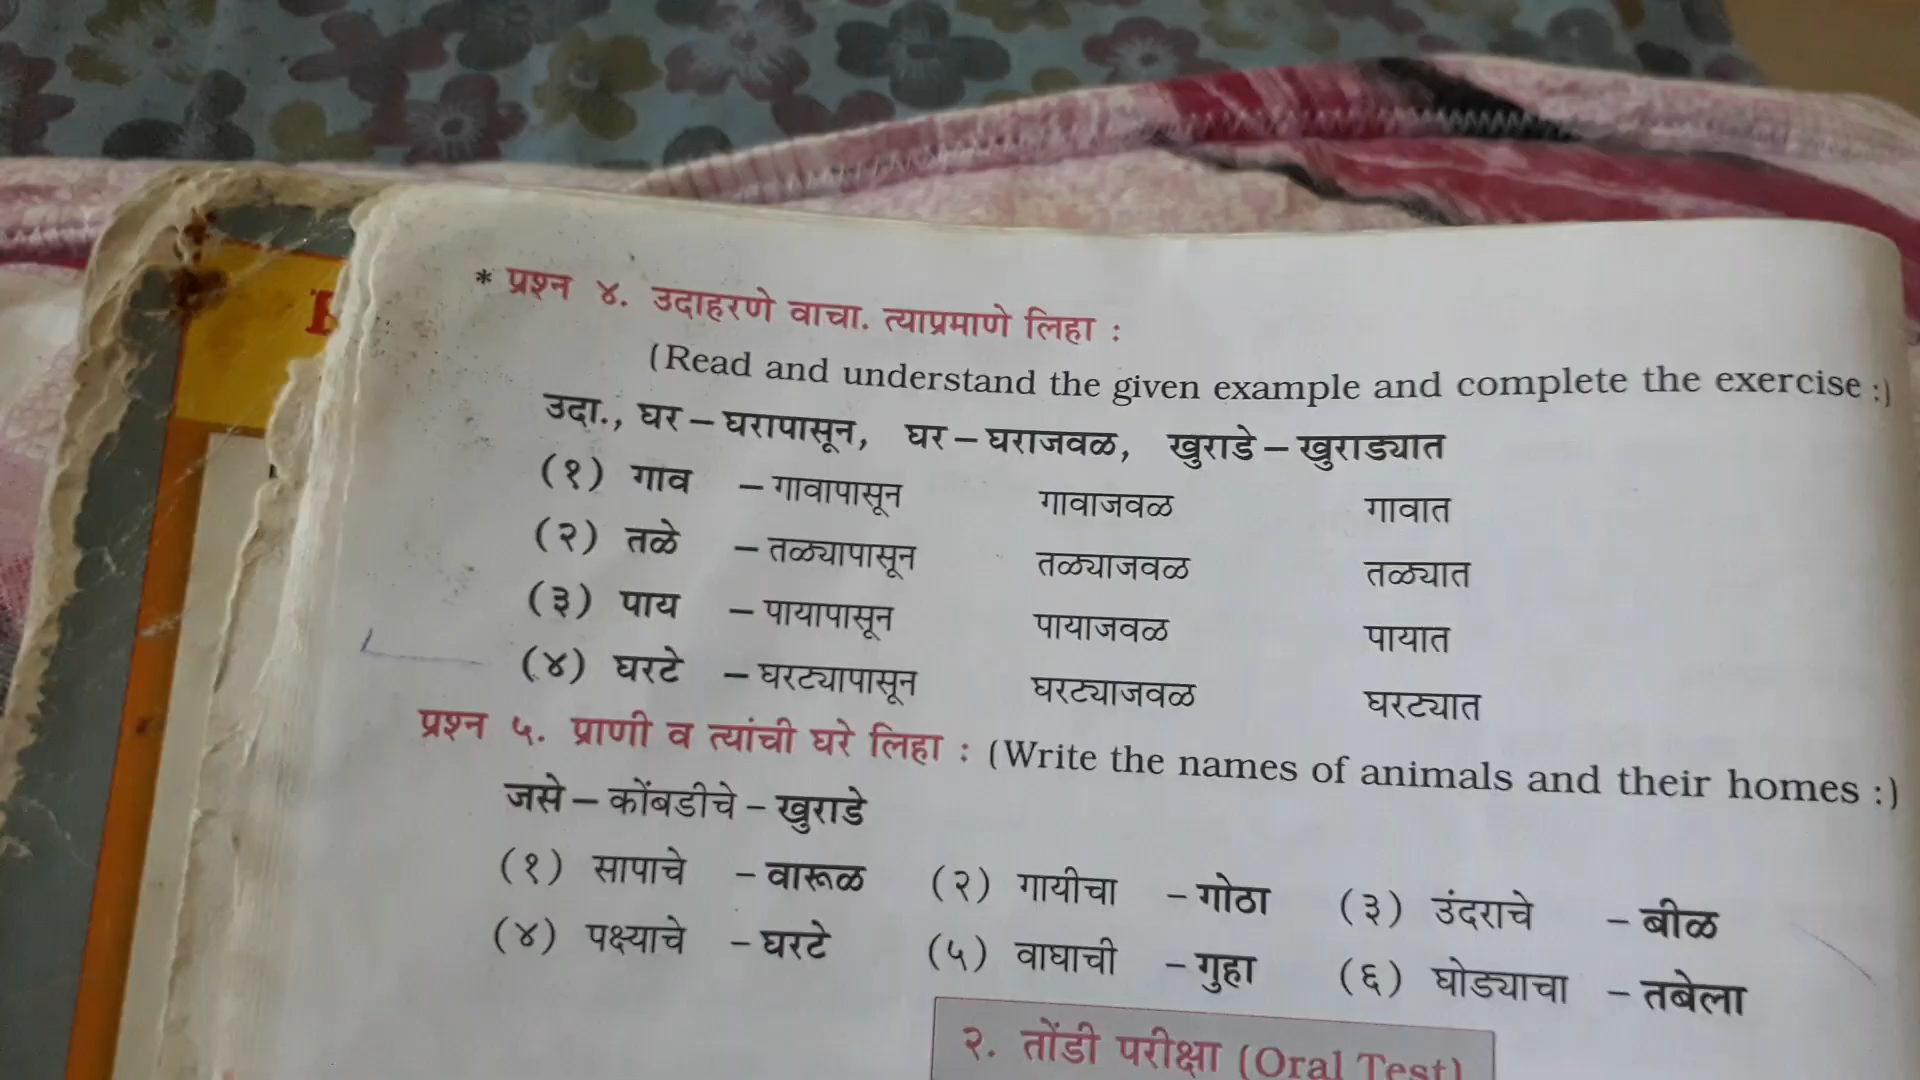 * प्रश्न ४. उदाहरणे वाचा. त्याप्रमाणे लिहा :
(Read and understand the given example and complete the exercise :)
उदा., घर – घरापासून, घर – घराजवळ, खुराडे – खुराड्यात
(१) गाव – गावापासून गावाजवळ गावात
(२) तळे – तळ्यापासून तळ्याजवळ तळ्यात
(३) पाय – पायापासून पायाजवळ पायात
(४) घरटे – घरट्यापासून घरट्याजवळ घरट्यात
प्रश्न ५. प्राणी व त्यांची घरे लिहा : (Write the names of animals and their homes :)
जसे – कोंबडीचे – खुराडे
(१) सापाचे – वारूळ (२) गायीचा – गोठा (३) उंदराचे – बीळ
(४) पक्ष्याचे – घरटे (५) वाघाची – गुहा (६) घोड्याचा – तबेला
२. तोंडी परीक्षा (Oral Test)